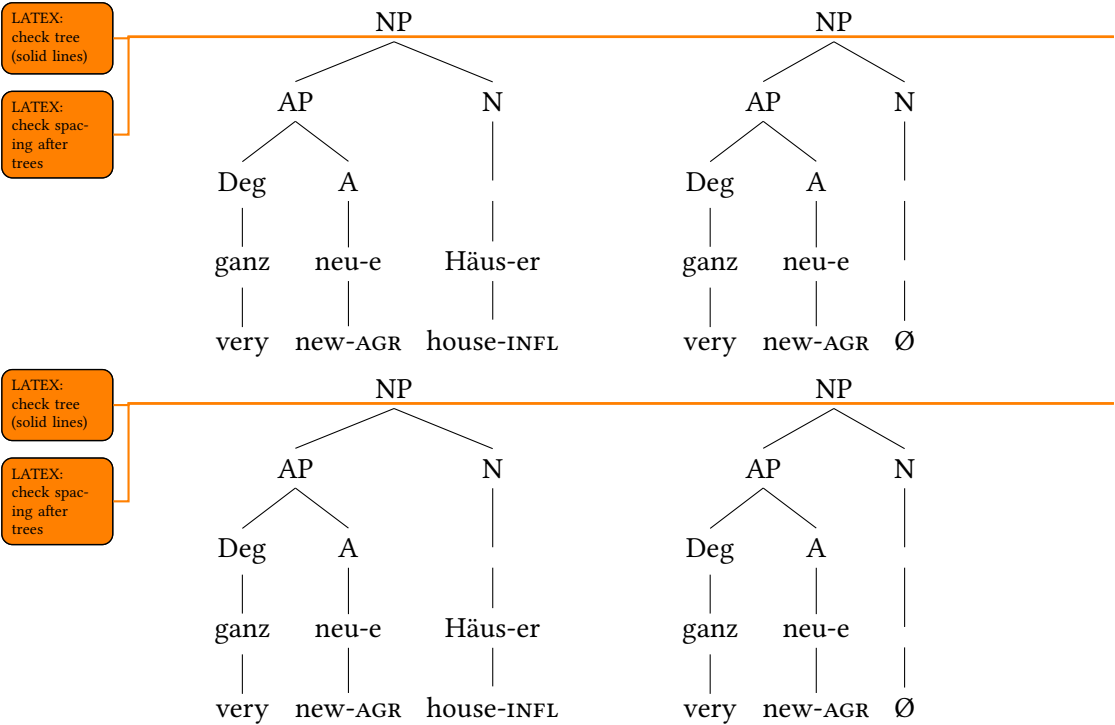 LATEX:
check tree
(solid lines)
LATEX:
check spac-
ing after
trees
NP NP
AP N AP N
Deg A Deg A
ganz neu-e Häus-er ganz neu-e
very new-AGR house-INFL very new-AGR Ø
LATEX:
check tree
(solid lines)
LATEX:
check spac-
ing after
trees
NP NP
AP N AP N
Deg A Deg A
ganz neu-e Häus-er ganz neu-e
very new-AGR house-INFL very new-AGR Ø